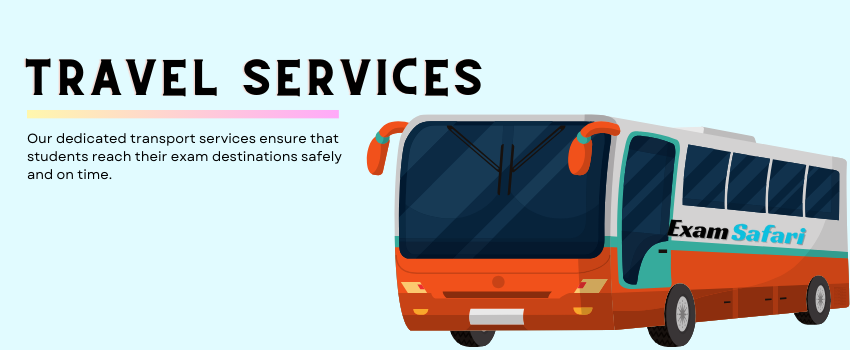 TRAVEL SERVICES
Our dedicated transport services ensure that
students reach their exam destinations safely
and on time.
Exam Safari